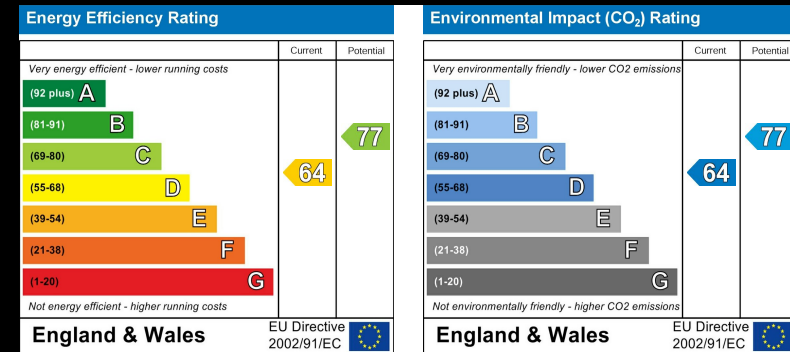 Energy Efficiency Rating
Current Potential
Very energy efficient - lower running costs
(92 plus) A
(81-91) B
77
(69-80) C
64
(55-68) D
(39-54) E
(21-38) F
(1-20) G
Not energy efficient - higher running costs
England & Wales
EU Directive
2002/91/EC
Environmental Impact (CO₂) Rating
Current Potential
Very environmentally friendly - lower CO2 emissions
(92 plus) A
(81-91) B
77
(69-80) C
64
(55-68) D
(39-54) E
(21-38) F
(1-20) G
Not environmentally friendly - higher CO2 emissions
England & Wales
EU Directive
2002/91/EC